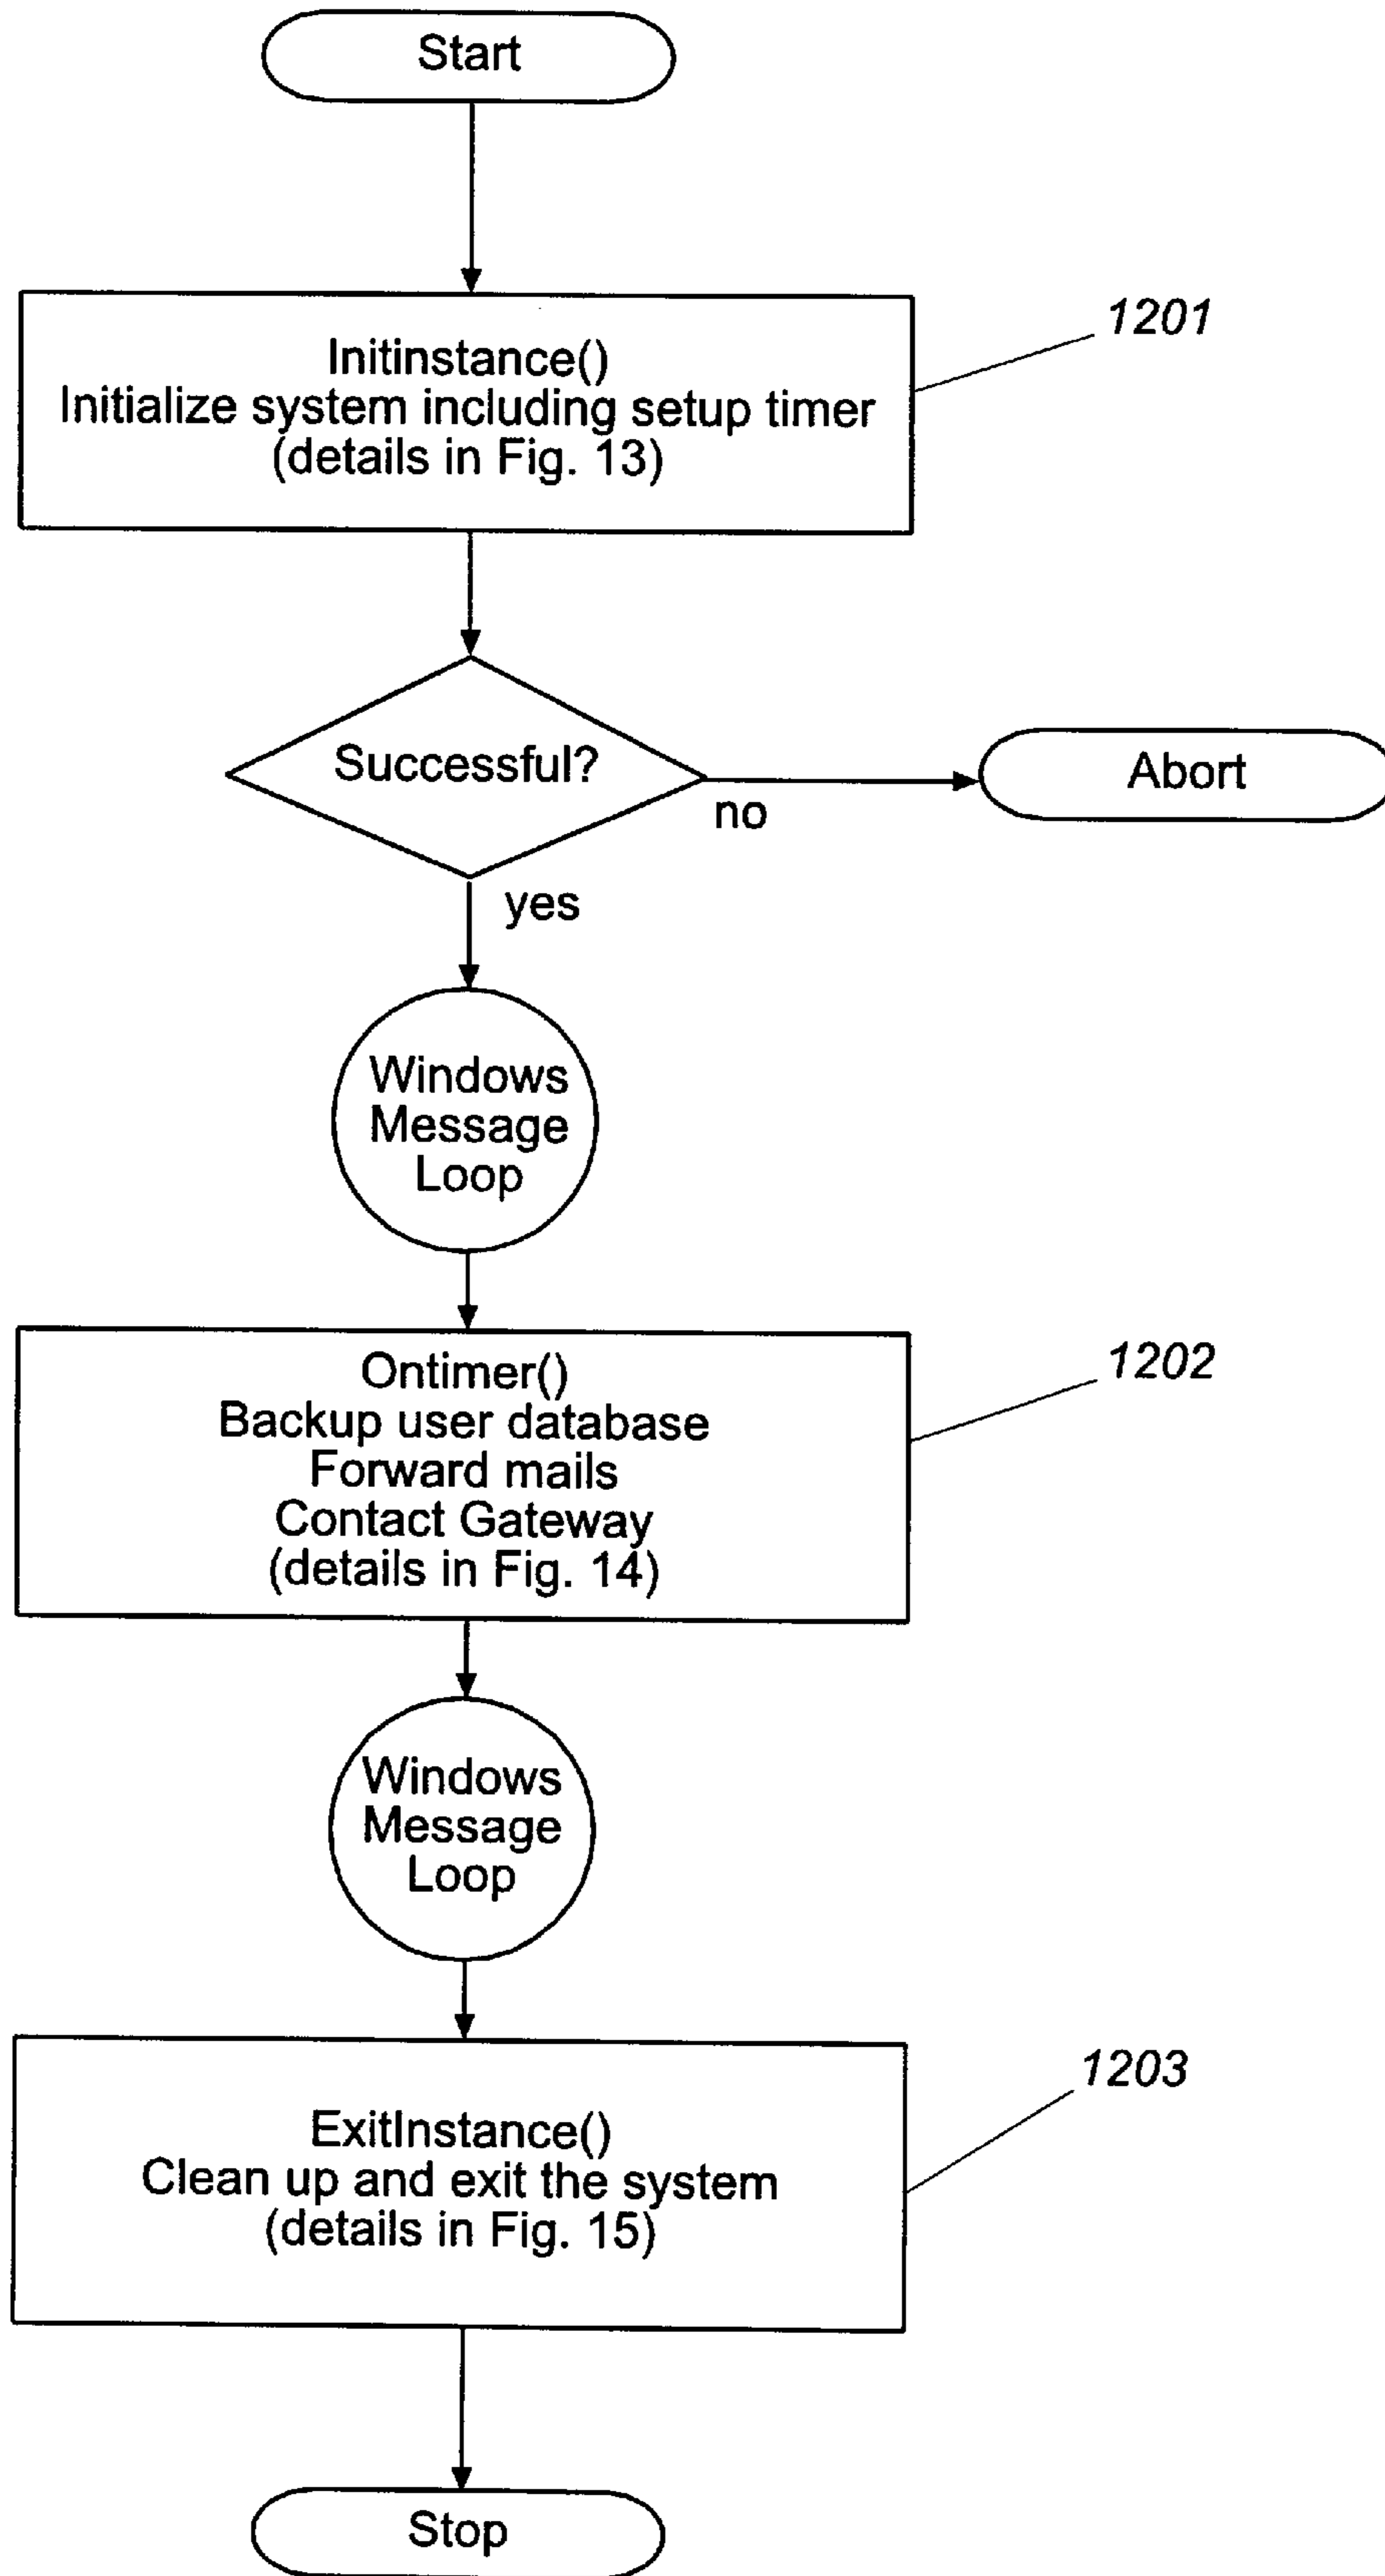 Start
Initinstance()
Initialize system including setup timer
(details in Fig. 13)
1201
Successful?
no
Abort
yes
Windows
Message
Loop
Ontimer()
Backup user database
Forward mails
Contact Gateway
(details in Fig. 14)
1202
Windows
Message
Loop
ExitInstance()
Clean up and exit the system
(details in Fig. 15)
1203
Stop